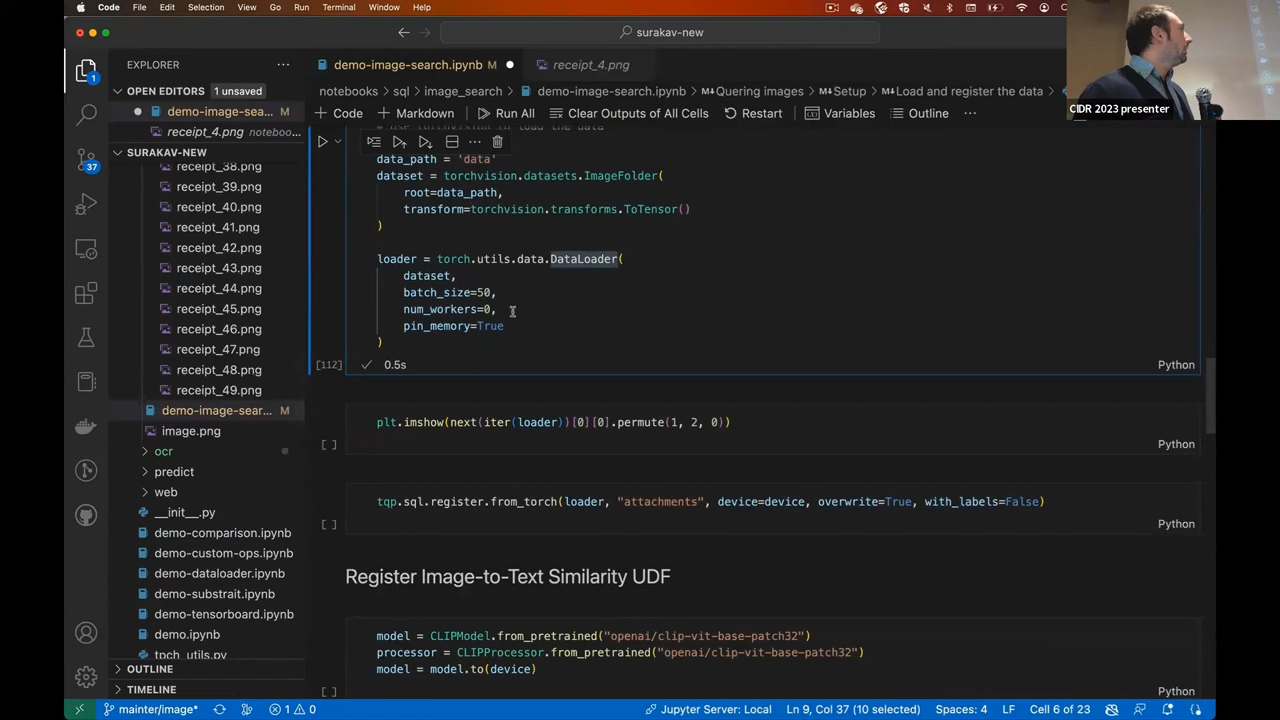 Code File Edit Selection View Go Run Terminal Window Help
surakav-new
EXPLORER
demo-image-search.ipynb M
receipt_4.png
OPEN EDITORS 1 unsaved
demo-image-sea... M
receipt_4.png notebo...
SURAKAV-NEW
receipt_38.png
receipt_39.png
receipt_40.png
receipt_41.png
receipt_42.png
receipt_43.png
receipt_44.png
receipt_45.png
receipt_46.png
receipt_47.png
receipt_48.png
receipt_49.png
demo-image-sear... M
image.png
ocr
predict
web
__init__.py
demo-comparison.ipynb
demo-custom-ops.ipynb
demo-dataloader.ipynb
demo-substrait.ipynb
demo-tensorboard.ipynb
demo.ipynb
tpch_utils.py
OUTLINE
TIMELINE
1
37
notebooks > sql > image_search > demo-image-search.ipynb > M Quering images > M Setup > M Load and register the data
+ Code + Markdown Run All Clear Outputs of All Cells Restart Variables Outline
data_path = 'data'
dataset = torchvision.datasets.ImageFolder(
root=data_path,
transform=torchvision.transforms.ToTensor()
)
loader = torch.utils.data.DataLoader(
dataset,
batch_size=50,
num_workers=0,
pin_memory=True
)
[112] 0.5s Python
plt.imshow(next(iter(loader))[0][0].permute(1, 2, 0))
[ ] Python
tqp.sql.register.from_torch(loader, "attachments", device=device, overwrite=True, with_labels=False)
[ ] Python
Register Image-to-Text Similarity UDF
model = CLIPModel.from_pretrained("openai/clip-vit-base-patch32")
processor = CLIPProcessor.from_pretrained("openai/clip-vit-base-patch32")
model = model.to(device)
[ ] Python
CIDR 2023 presenter
mainter/image* 1 0 Jupyter Server: Local Ln 9, Col 37 (10 selected) Spaces: 4 LF Cell 6 of 23